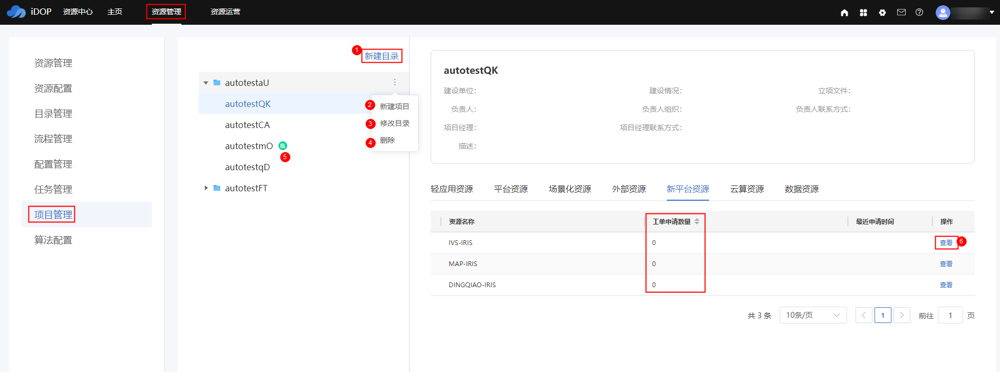 iDOP 资源中心 主页 资源管理 资源运营
资源管理
资源配置
目录管理
流程管理
配置管理
任务管理
项目管理
算法配置
1 新建目录
autotestaU
autotestQK
autotestCA
autotestmO 临
5
autotestqD
autotestFT
2 新建项目
3 修改目录
4 删除
autotestQK
建设单位: 建设情况: 立项文件:
负责人: 负责人组织: 负责人联系方式:
项目经理: 项目经理联系方式:
描述:
轻应用资源 平台资源 场景化资源 外部资源 新平台资源 云算资源 数据资源
资源名称 工单申请数量 最近申请时间 操作
IVS-IRIS 0 查看 6
MAP-IRIS 0 查看
DINGQIAO-IRIS 0 查看
共 3 条 10条/页 1 前往 1 页